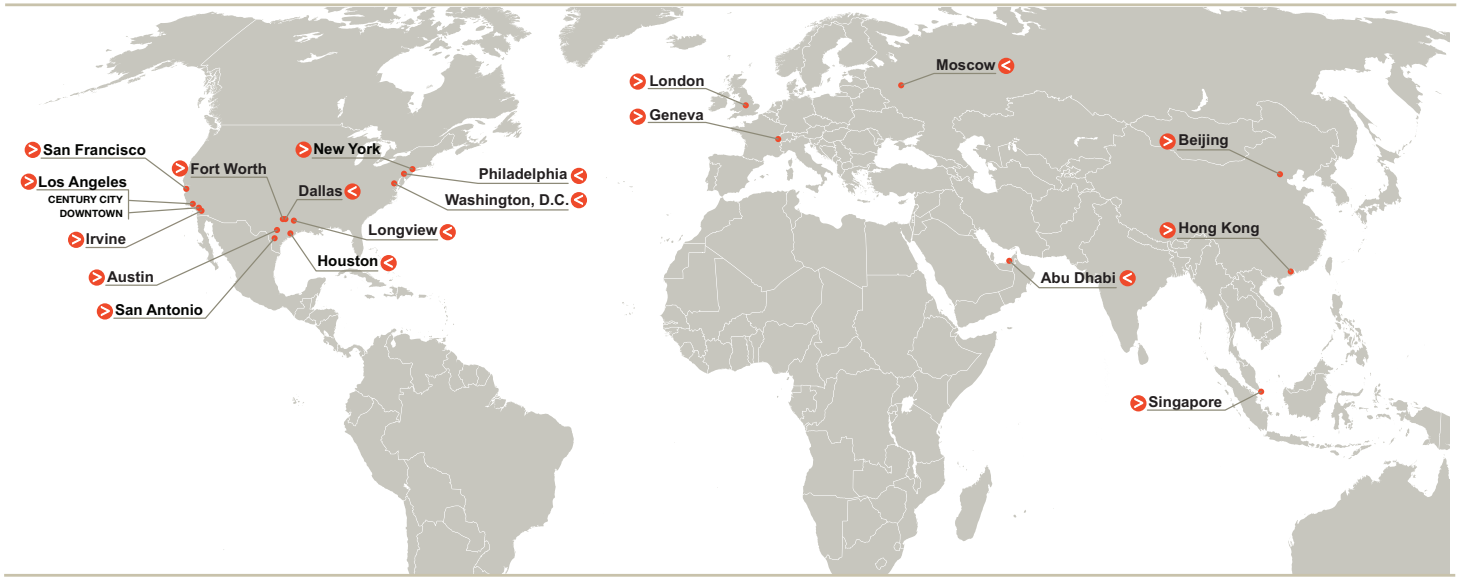 San Francisco
Los Angeles
CENTURY CITY
DOWNTOWN
Irvine
Austin
San Antonio
Fort Worth
New York
Dallas
Philadelphia
Washington, D.C.
Longview
Houston
London
Geneva
Moscow
Abu Dhabi
Beijing
Hong Kong
Singapore